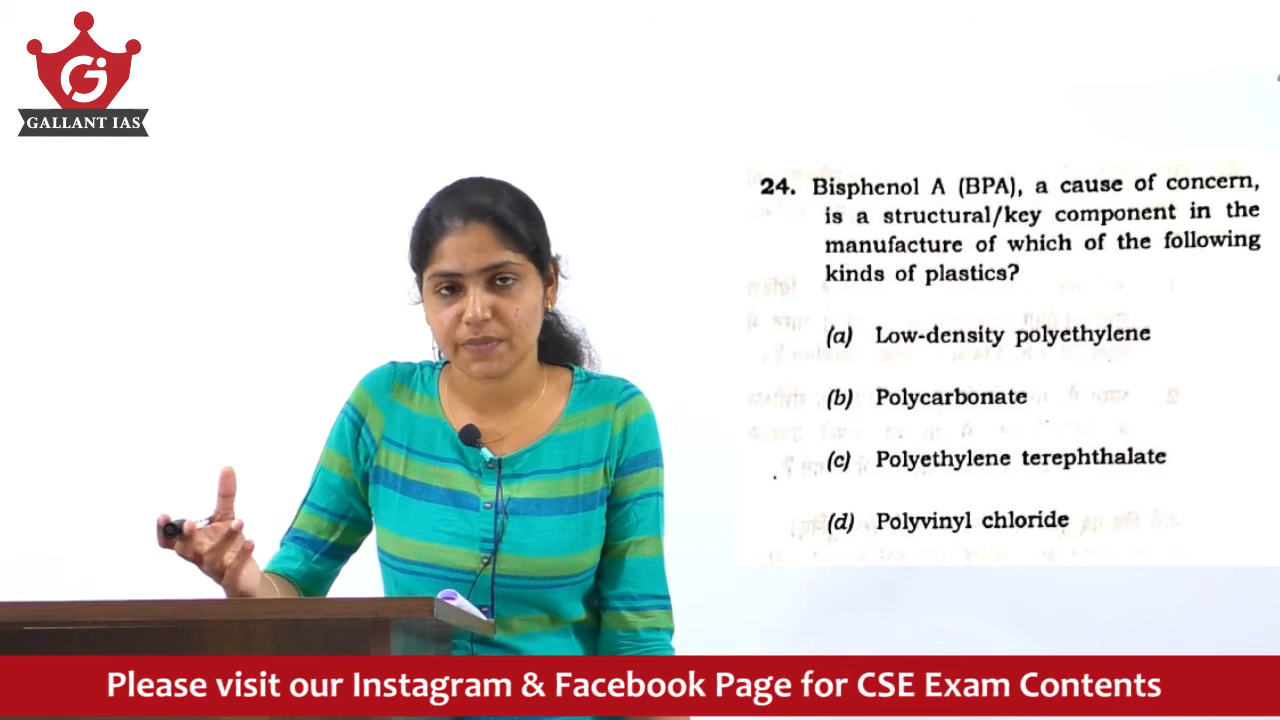 GALLANT IAS
24. Bisphenol A (BPA), a cause of concern,
is a structural/key component in the
manufacture of which of the following
kinds of plastics?
(a) Low-density polyethylene
(b) Polycarbonate
(c) Polyethylene terephthalate
(d) Polyvinyl chloride
Please visit our Instagram & Facebook Page for CSE Exam Contents